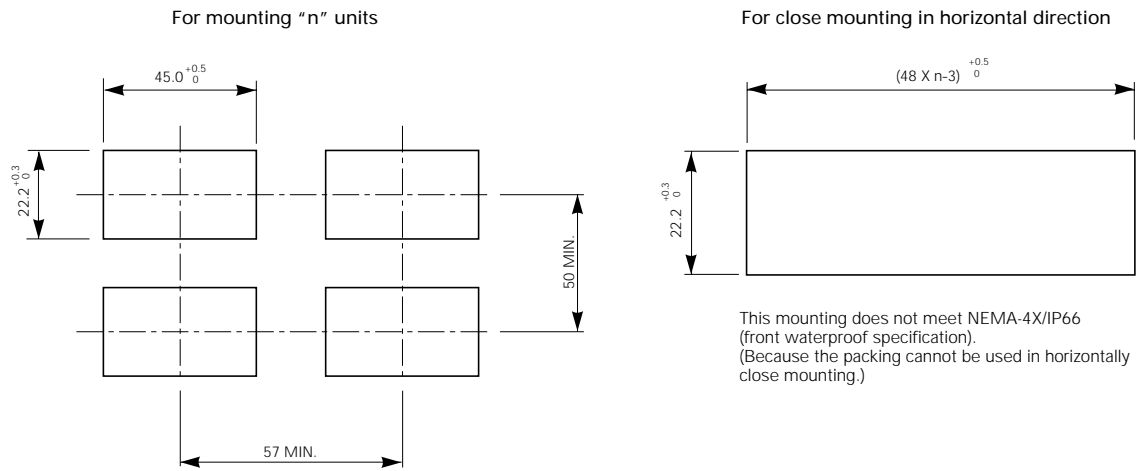 For mounting “n” units
45.0 +0.5 0
22.2 +0.3 0
50 MIN.
57 MIN.
For close mounting in horizontal direction
(48 X n-3) +0.5 0
22.2 +0.3 0
This mounting does not meet NEMA-4X/IP66
(front waterproof specification).
(Because the packing cannot be used in horizontally
close mounting.)